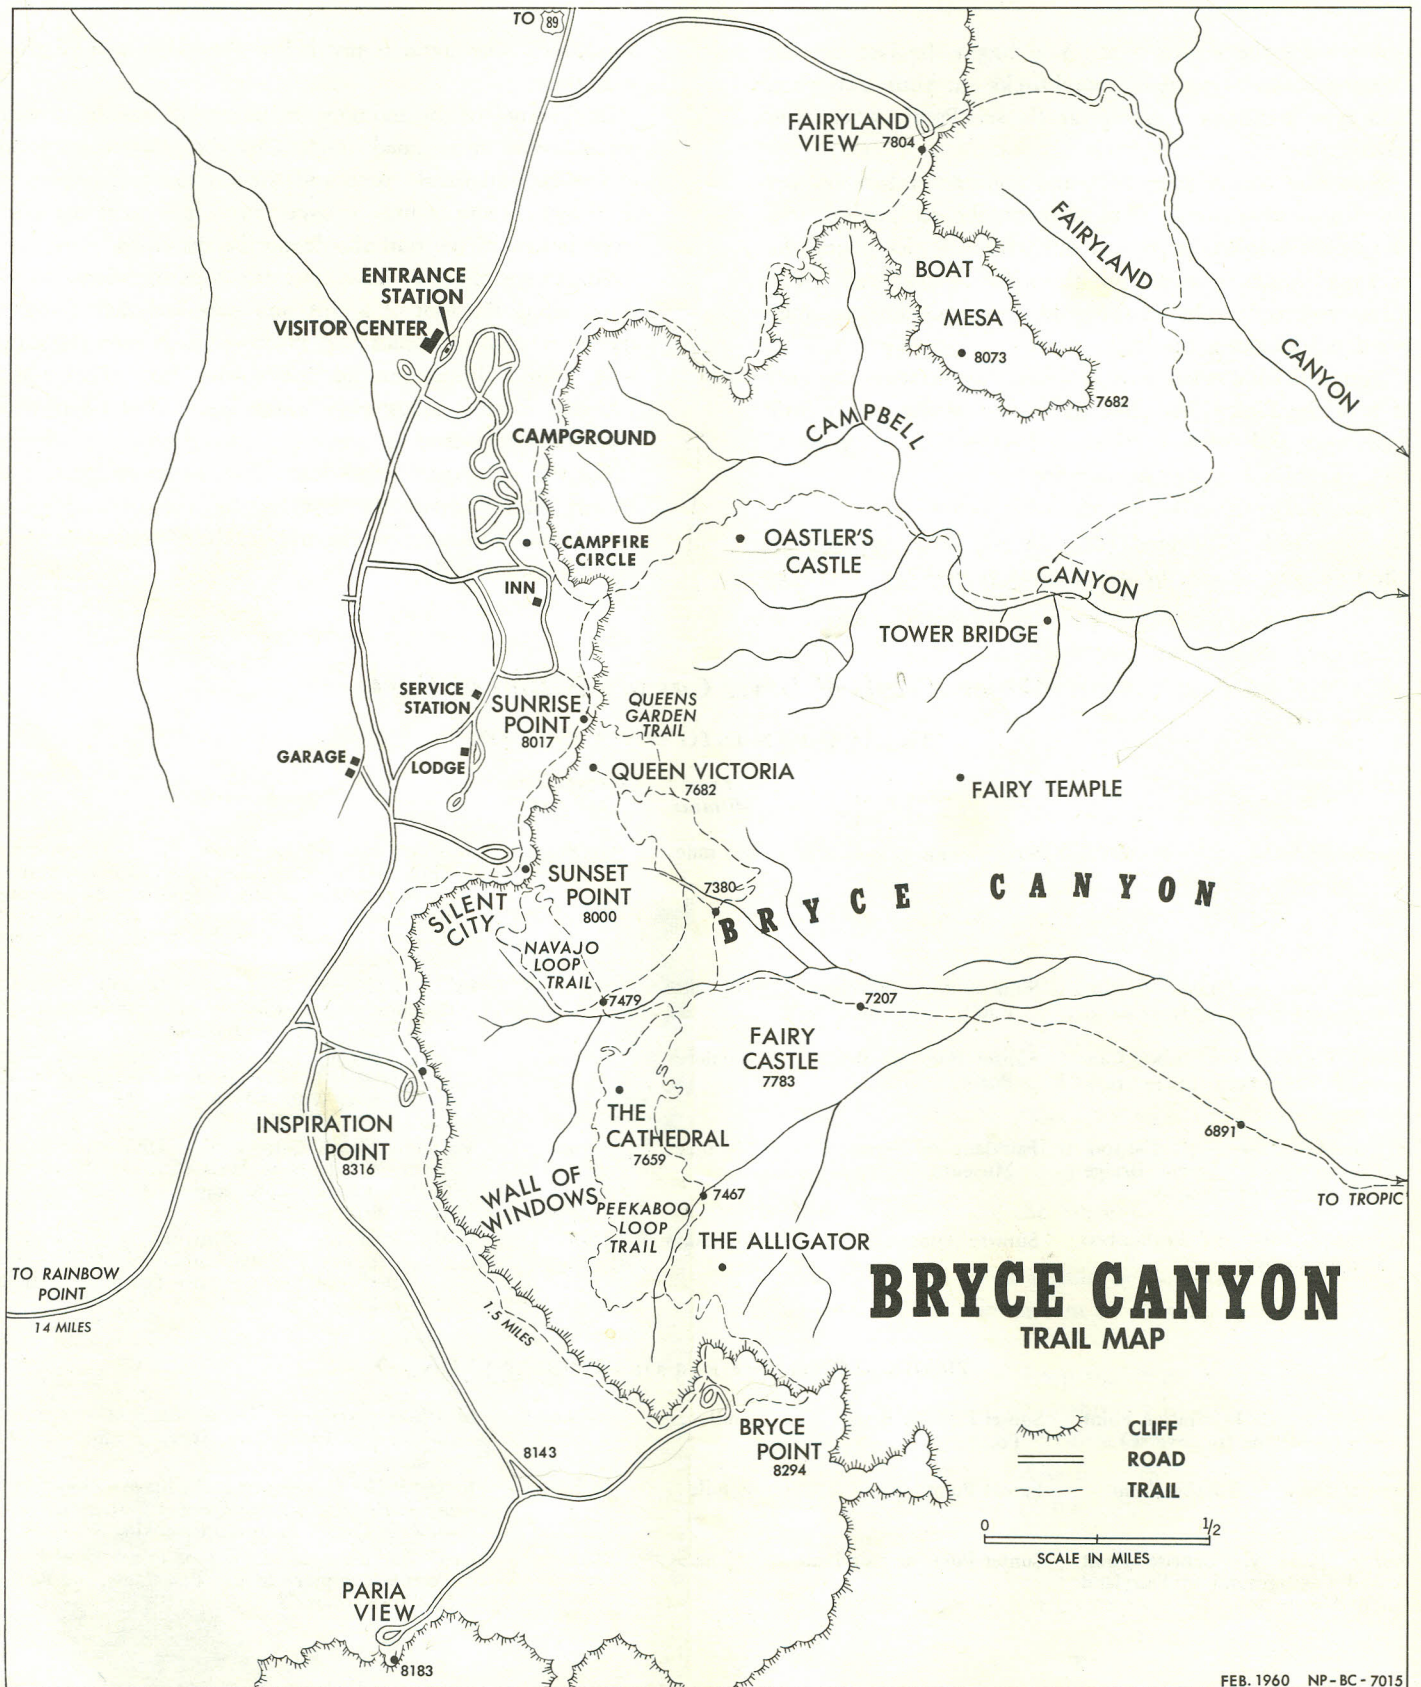 TO 89
FAIRYLAND
VIEW 7804
FAIRYLAND
CANYON
BOAT
MESA
8073
7682
ENTRANCE
STATION
VISITOR CENTER
CAMPGROUND
CAMPBELL
CANYON
CAMPFIRE
CIRCLE
OASTLER'S
CASTLE
INN
TOWER BRIDGE
SERVICE
STATION
SUNRISE
POINT
8017
QUEENS
GARDEN
TRAIL
GARAGE
LODGE
QUEEN VICTORIA
7682
FAIRY TEMPLE
SUNSET
POINT
8000
SILENT
CITY
7380
BRYCE CANYON
NAVAJO
LOOP
TRAIL
7479
7207
FAIRY
CASTLE
7783
INSPIRATION
POINT
8316
THE
CATHEDRAL
7659
6891
TO TROPIC
WALL OF
WINDOWS
PEEKABOO
LOOP
TRAIL
7467
THE ALLIGATOR
TO RAINBOW
POINT
14 MILES
1.5 MILES
BRYCE CANYON
TRAIL MAP
BRYCE
POINT
8294
8143
CLIFF
ROAD
TRAIL
0 1/2
SCALE IN MILES
PARIA
VIEW
8183
FEB. 1960 NP-BC-7015